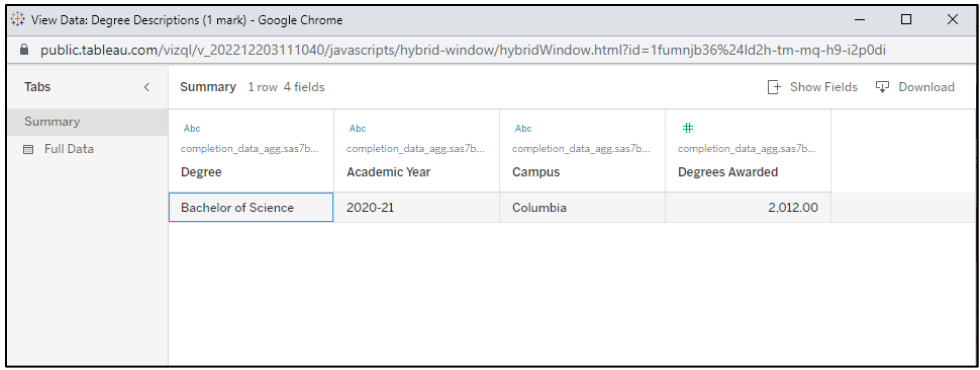 View Data: Degree Descriptions (1 mark) - Google Chrome
public.tableau.com/vizql/v_202212203111040/javascripts/hybrid-window/hybridWindow.html?id=1fumnjb36%24ld2h-tm-mq-h9-i2p0di
Tabs < Summary 1 row 4 fields Show Fields Download
Summary
Full Data
Abc Abc Abc #
completion_data_agg.sas7b... completion_data_agg.sas7b... completion_data_agg.sas7b... completion_data_agg.sas7b...
Degree Academic Year Campus Degrees Awarded
Bachelor of Science 2020-21 Columbia 2,012.00